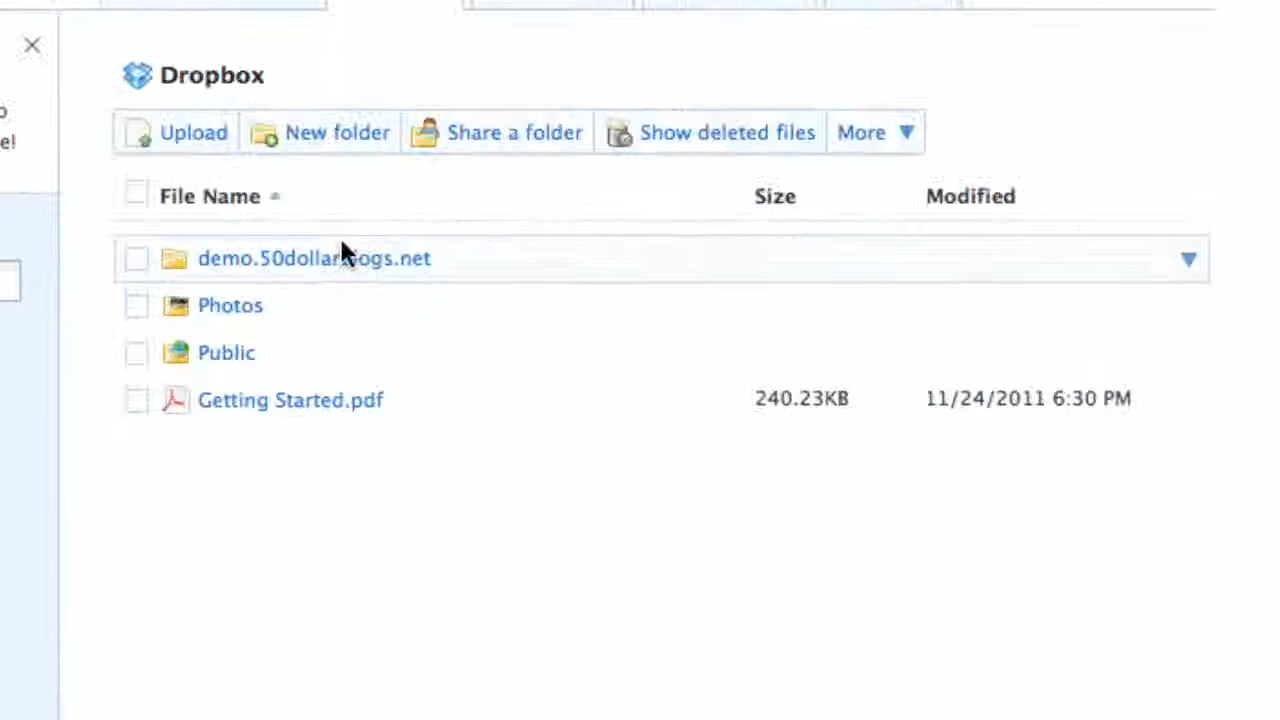 Dropbox
Upload New folder Share a folder Show deleted files More
File Name Size Modified
e!
Photos
Public
Getting Started.pdf 240.23KB 11/24/2011 6:30 PM